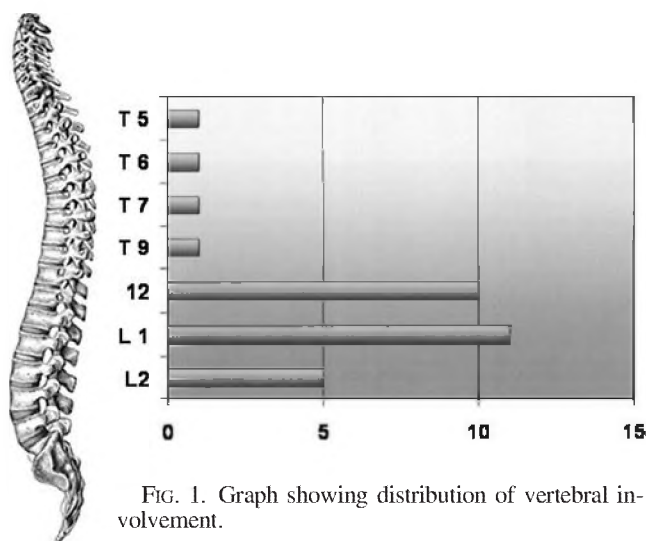 T 5
T 6
T 7
T 9
12
L 1
L2
0 5 10 15
FIG. 1. Graph showing distribution of vertebral in-
volvement.